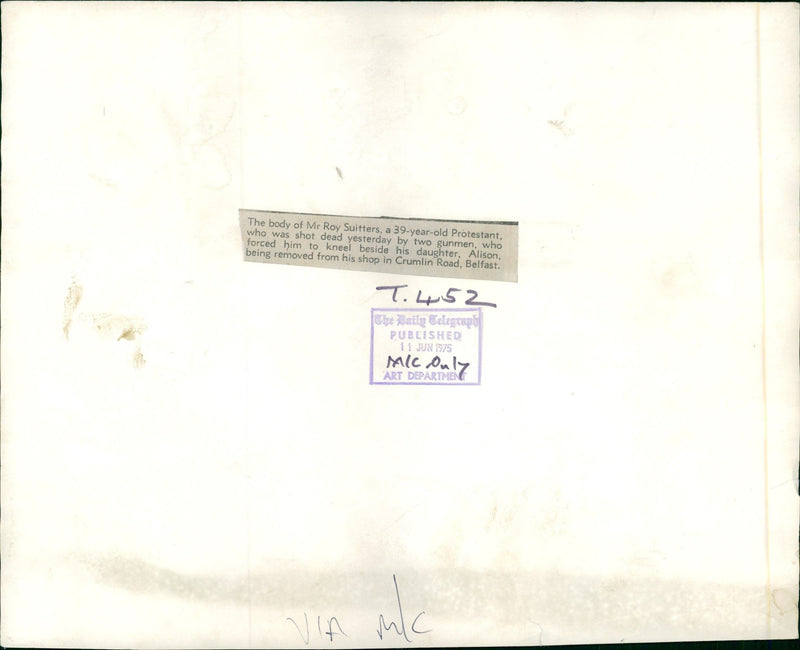 The body of Mr Roy Suitters, a 39-year-old Protestant,
who was shot dead yesterday by two gunmen, who
forced him to kneel beside his daughter, Alison,
being removed from his shop in Crumlin Road, Belfast.
T.452
The Daily Telegraph
PUBLISHED
11 JUN 1975
M/C Only
ART DEPARTMENT
VIA M/C